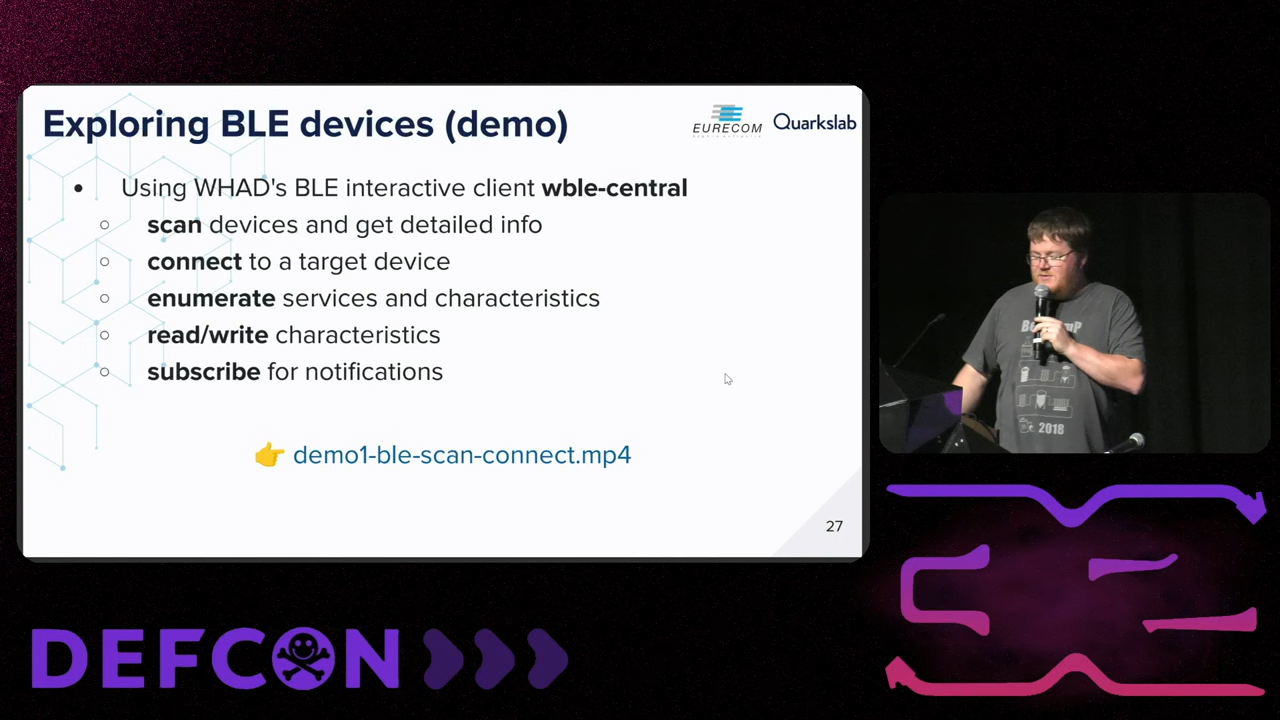 Exploring BLE devices (demo)
EURECOM
Quarkslab
Using WHAD's BLE interactive client wble-central
scan devices and get detailed info
connect to a target device
enumerate services and characteristics
read/write characteristics
subscribe for notifications
👉 demo1-ble-scan-connect.mp4
27
2018
DEFCON